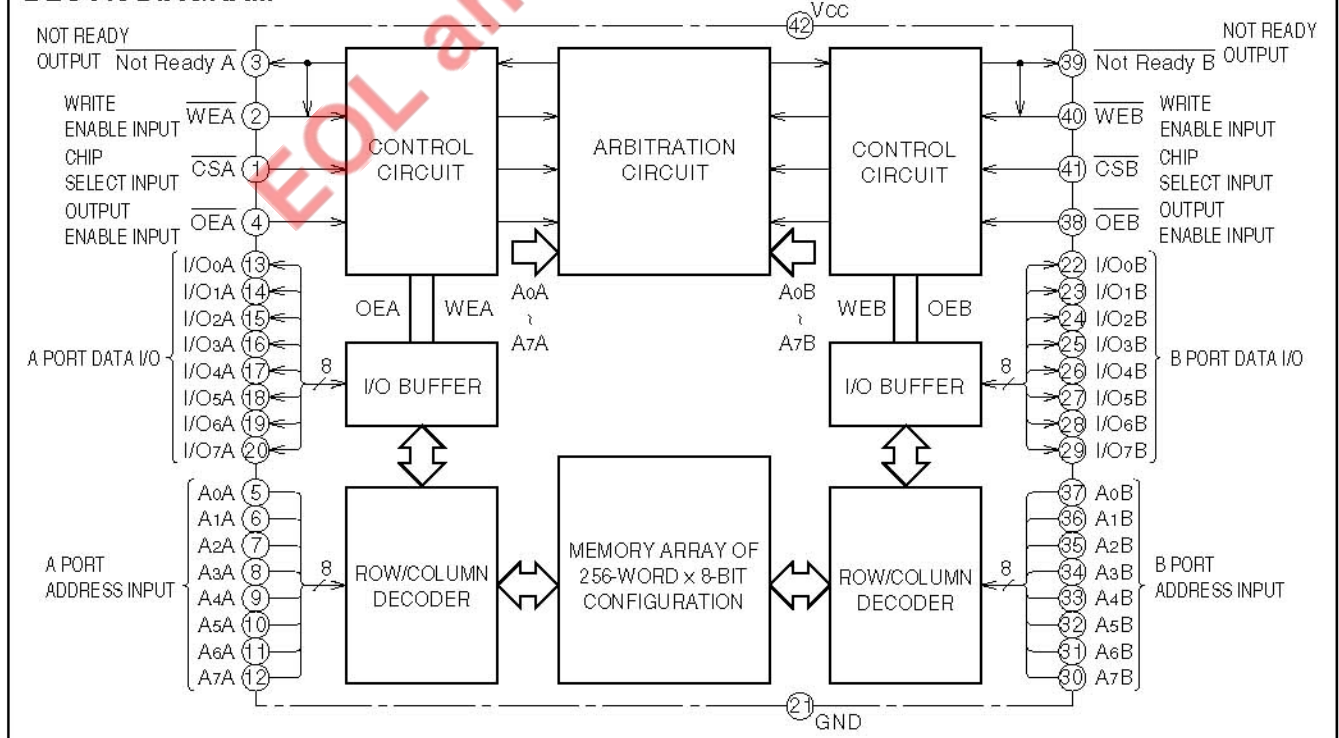 42 Vcc
NOT READY
OUTPUT
Not Ready A 3
WRITE
ENABLE INPUT
WEA 2
CHIP
SELECT INPUT
CSA 1
OUTPUT
ENABLE INPUT
OEA 4
I/O0A 13
I/O1A 14
I/O2A 15
I/O3A 16
I/O4A 17
I/O5A 18
I/O6A 19
I/O7A 20
A PORT DATA I/O
8
A0A 5
A1A 6
A2A 7
A3A 8
A4A 9
A5A 10
A6A 11
A7A 12
A PORT
ADDRESS INPUT
8
CONTROL
CIRCUIT
OEA
WEA
I/O BUFFER
ROW/COLUMN
DECODER
ARBITRATION
CIRCUIT
A0A
~
A7A
A0B
~
A7B
MEMORY ARRAY OF
256-WORD × 8-BIT
CONFIGURATION
CONTROL
CIRCUIT
WEB
OEB
I/O BUFFER
ROW/COLUMN
DECODER
NOT READY
OUTPUT
39 Not Ready B
40 WEB
WRITE
ENABLE INPUT
41 CSB
CHIP
SELECT INPUT
38 OEB
OUTPUT
ENABLE INPUT
22 I/O0B
23 I/O1B
24 I/O2B
25 I/O3B
26 I/O4B
27 I/O5B
28 I/O6B
29 I/O7B
B PORT DATA I/O
8
37 A0B
36 A1B
35 A2B
34 A3B
33 A4B
32 A5B
31 A6B
30 A7B
B PORT
ADDRESS INPUT
8
21 GND
EOL an